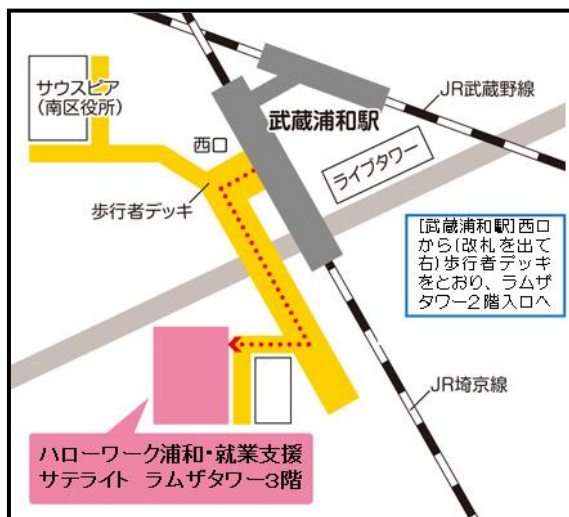 サウスピア
(南区役所)
JR武蔵野線
武蔵浦和駅
西口
ライブタワー
歩行者デッキ
[武蔵浦和駅]西口
から(改札を出て
右)歩行者デッキ
をとおり、ラムザ
タワー2階入口へ
JR埼京線
ハローワーク浦和・就業支援
サテライト ラムザタワー3階